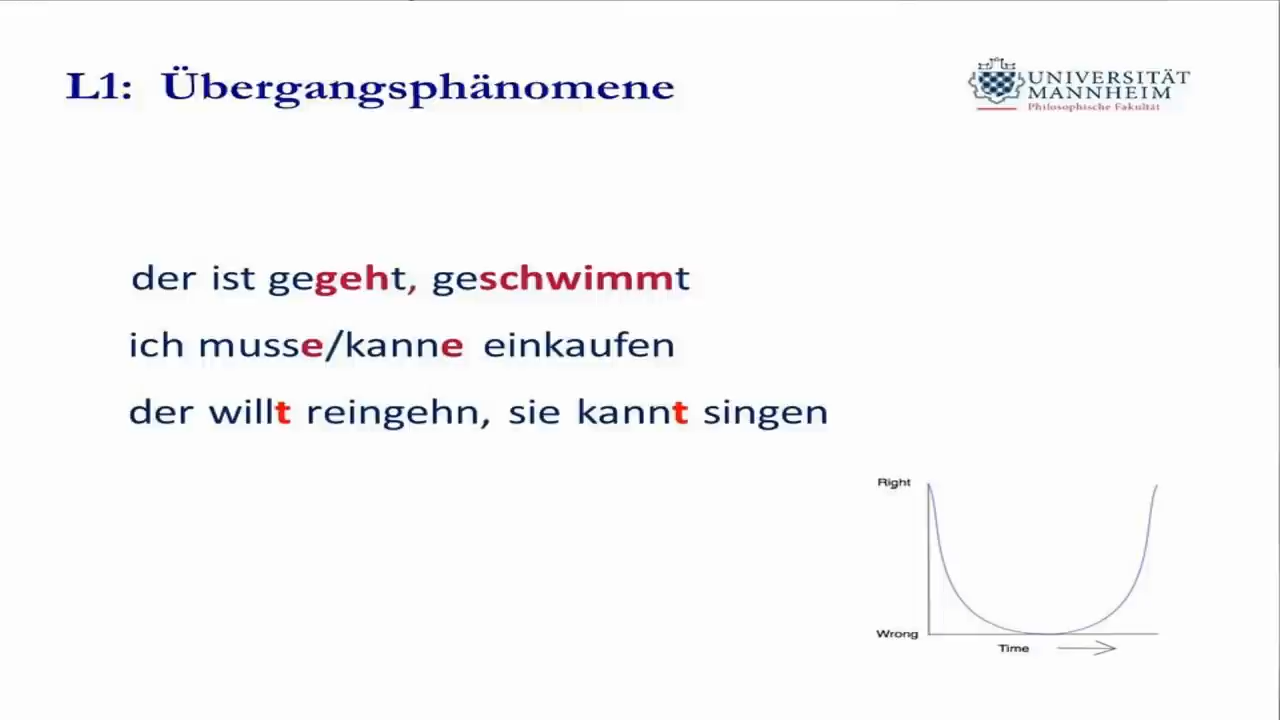 L1: Übergangsphänomene
UNIVERSITÄT
MANNHEIM
Philosophische Fakultät
der ist gegeht, geschwimmt
ich musse/kanne einkaufen
der willt reingehn, sie kannt singen
Right
Wrong
Time